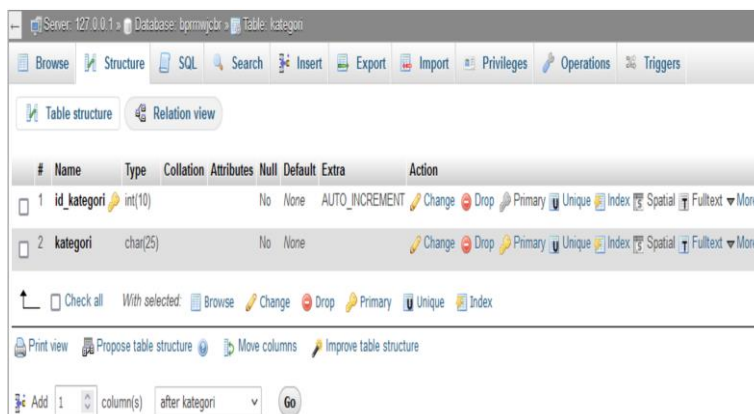 Server: 127.0.0.1 » Database: bprmwjcbr » Table: kategori
Browse Structure SQL Search Insert Export Import Privileges Operations Triggers
Table structure Relation view
# Name Type Collation Attributes Null Default Extra Action
1 id_kategori int(10) No None AUTO_INCREMENT Change Drop Primary Unique Index Spatial Fulltext More
2 kategori char(25) No None Change Drop Primary Unique Index Spatial Fulltext More
Check all With selected: Browse Change Drop Primary Unique Index
Print view Propose table structure Move columns Improve table structure
Add 1 column(s) after kategori Go